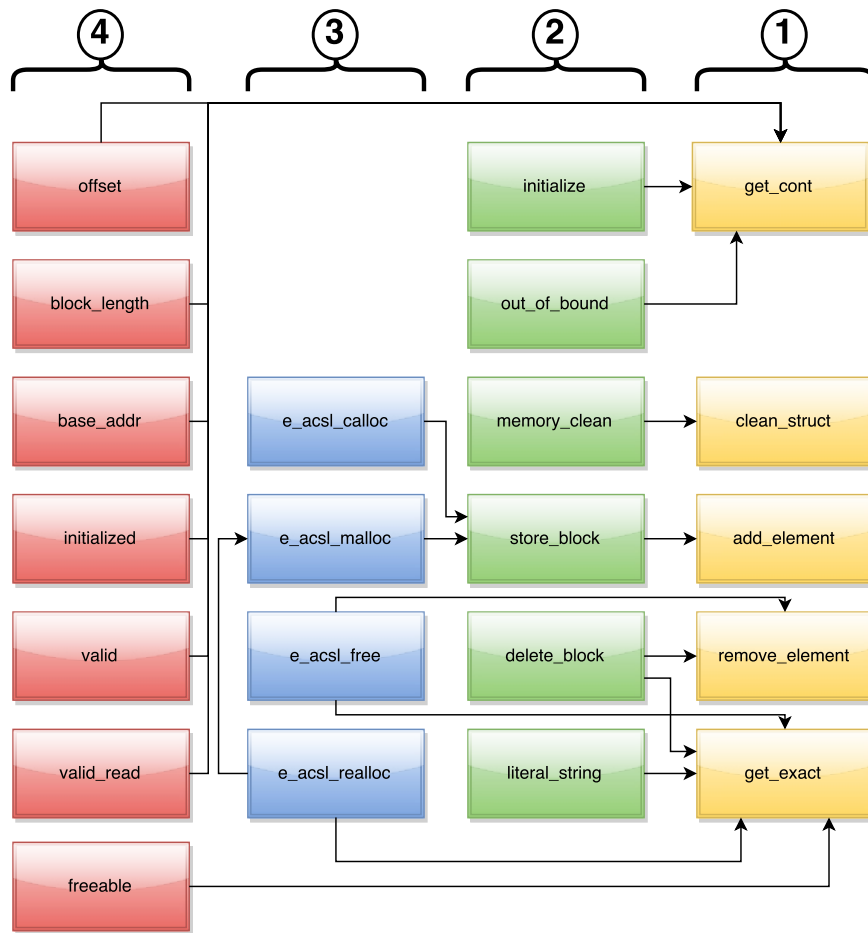 4 3 2 1
offset initialize get_cont
block_length out_of_bound
base_addr e_acsl_calloc memory_clean clean_struct
initialized e_acsl_malloc store_block add_element
valid e_acsl_free delete_block remove_element
valid_read e_acsl_realloc literal_string get_exact
freeable